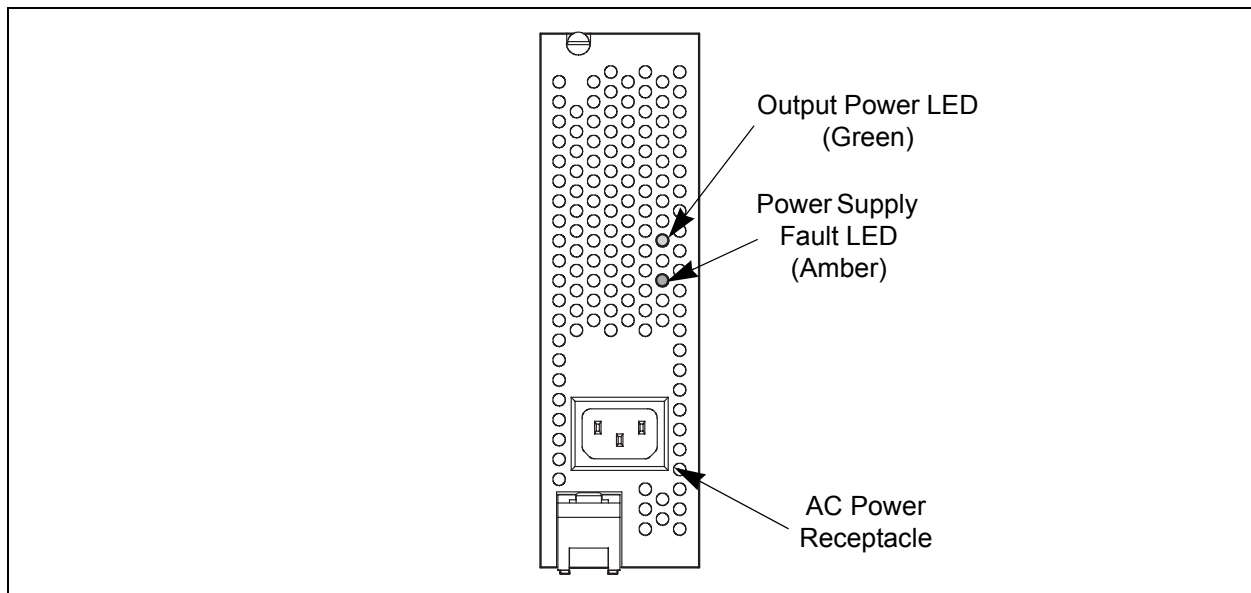 Output Power LED
(Green)
Power Supply
Fault LED
(Amber)
AC Power
Receptacle